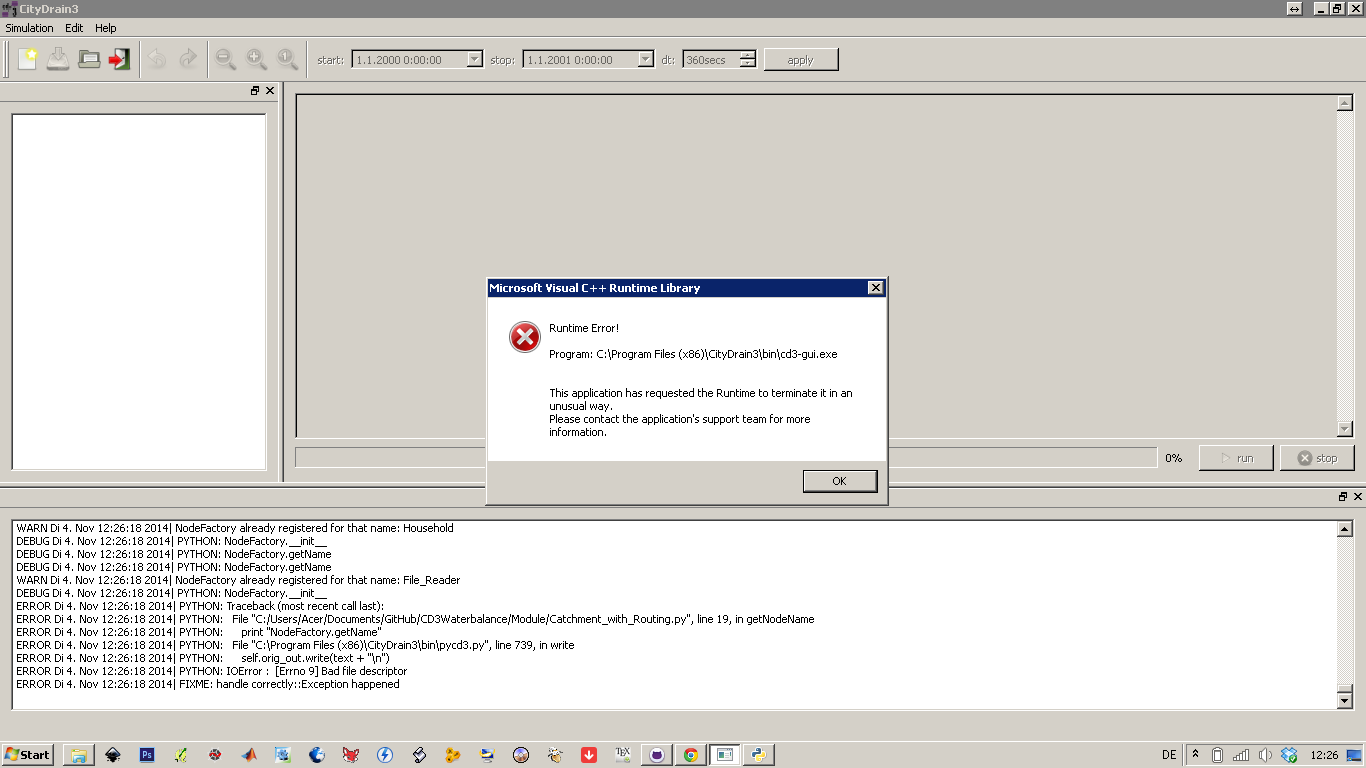 CityDrain3
Simulation Edit Help
start: 1.1.2000 0:00:00 stop: 1.1.2001 0:00:00 dt: 360secs apply
Microsoft Visual C++ Runtime Library
Runtime Error!
Program: C:\Program Files (x86)\CityDrain3\bin\cd3-gui.exe
This application has requested the Runtime to terminate it in an
unusual way.
Please contact the application's support team for more
information.
OK
0% run stop
WARN Di 4. Nov 12:26:18 2014| NodeFactory already registered for that name: Household
DEBUG Di 4. Nov 12:26:18 2014| PYTHON: NodeFactory.__init__
DEBUG Di 4. Nov 12:26:18 2014| PYTHON: NodeFactory.getName
DEBUG Di 4. Nov 12:26:18 2014| PYTHON: NodeFactory.getName
WARN Di 4. Nov 12:26:18 2014| NodeFactory already registered for that name: File_Reader
DEBUG Di 4. Nov 12:26:18 2014| PYTHON: NodeFactory.__init__
ERROR Di 4. Nov 12:26:18 2014| PYTHON: Traceback (most recent call last):
ERROR Di 4. Nov 12:26:18 2014| PYTHON: File "C:/Users/Acer/Documents/GitHub/CD3Waterbalance/Module/Catchment_with_Routing.py", line 19, in getNodeName
ERROR Di 4. Nov 12:26:18 2014| PYTHON: print "NodeFactory.getName"
ERROR Di 4. Nov 12:26:18 2014| PYTHON: File "C:\Program Files (x86)\CityDrain3\bin\pycd3.py", line 739, in write
ERROR Di 4. Nov 12:26:18 2014| PYTHON: self.orig_out.write(text + "\n")
ERROR Di 4. Nov 12:26:18 2014| PYTHON: IOError : [Errno 9] Bad file descriptor
ERROR Di 4. Nov 12:26:18 2014| FIXME: handle correctly::Exception happened
Start Ps TEX DE 12:26